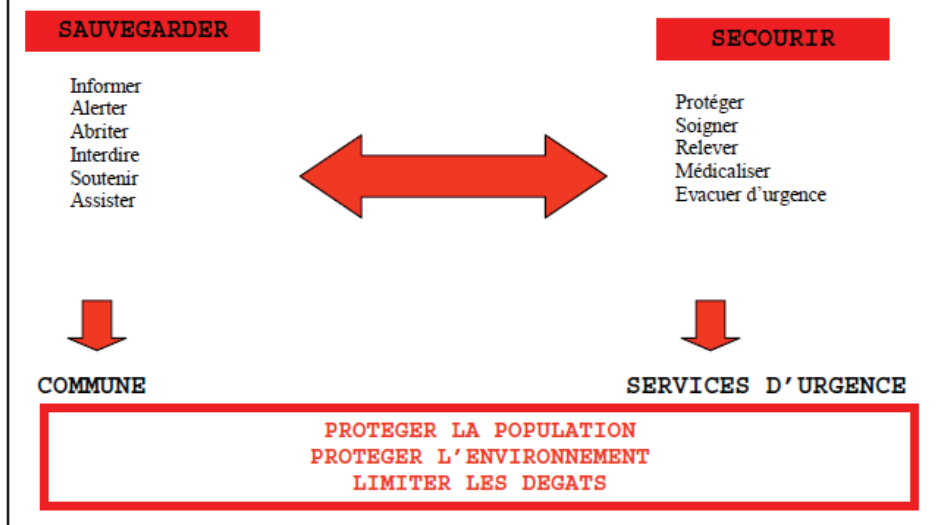 SAUVEGARDER
Informer
Alerter
Abriter
Interdire
Soutenir
Assister
COMMUNE
SECOURIR
Protéger
Soigner
Relever
Médicaliser
Evacuer d'urgence
SERVICES D'URGENCE
PROTEGER LA POPULATION
PROTEGER L'ENVIRONNEMENT
LIMITER LES DEGATS